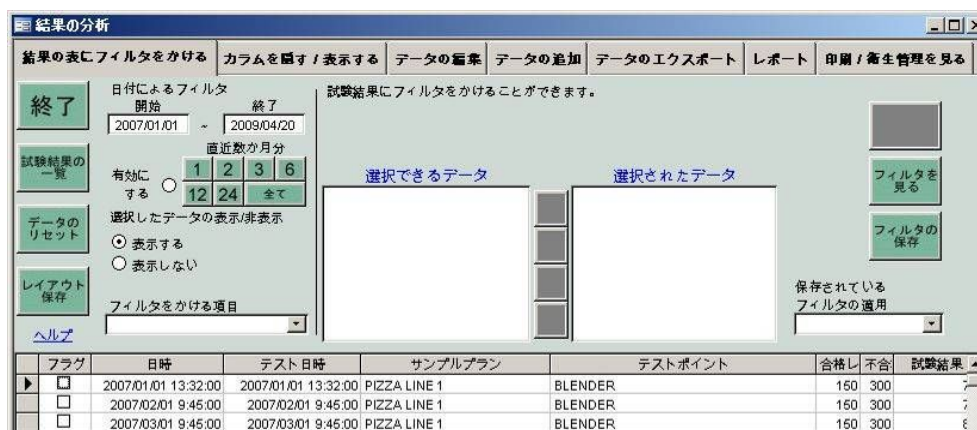 結果の分析
結果の表にフィルタをかける カラムを隠す / 表示する データの編集 データの追加 データのエクスポート レポート 印刷 / 衛生管理を見る
終了
試験結果の
一覧
データの
リセット
レイアウト
保存
ヘルプ
日付によるフィルタ
開始 終了
2007/01/01 ~ 2009/04/20
直近数か月分
有効に
する
1 2 3 6
12 24 全て
選択したデータの表示/非表示
表示する
表示しない
フィルタをかける項目
試験結果にフィルタをかけることができます。
選択できるデータ 選択されたデータ
フィルタを
見る
フィルタの
保存
保存されている
フィルタの適用
フラグ 日時 テスト日時 サンプルプラン テストポイント 合格レ 不合 試験結果
2007/01/01 13:32:00 2007/01/01 13:32:00 PIZZA LINE 1 BLENDER 150 300
2007/02/01 9:45:00 2007/02/01 9:45:00 PIZZA LINE 1 BLENDER 150 300
2007/03/01 9:45:00 2007/03/01 9:45:00 PIZZA LINE 1 BLENDER 150 300